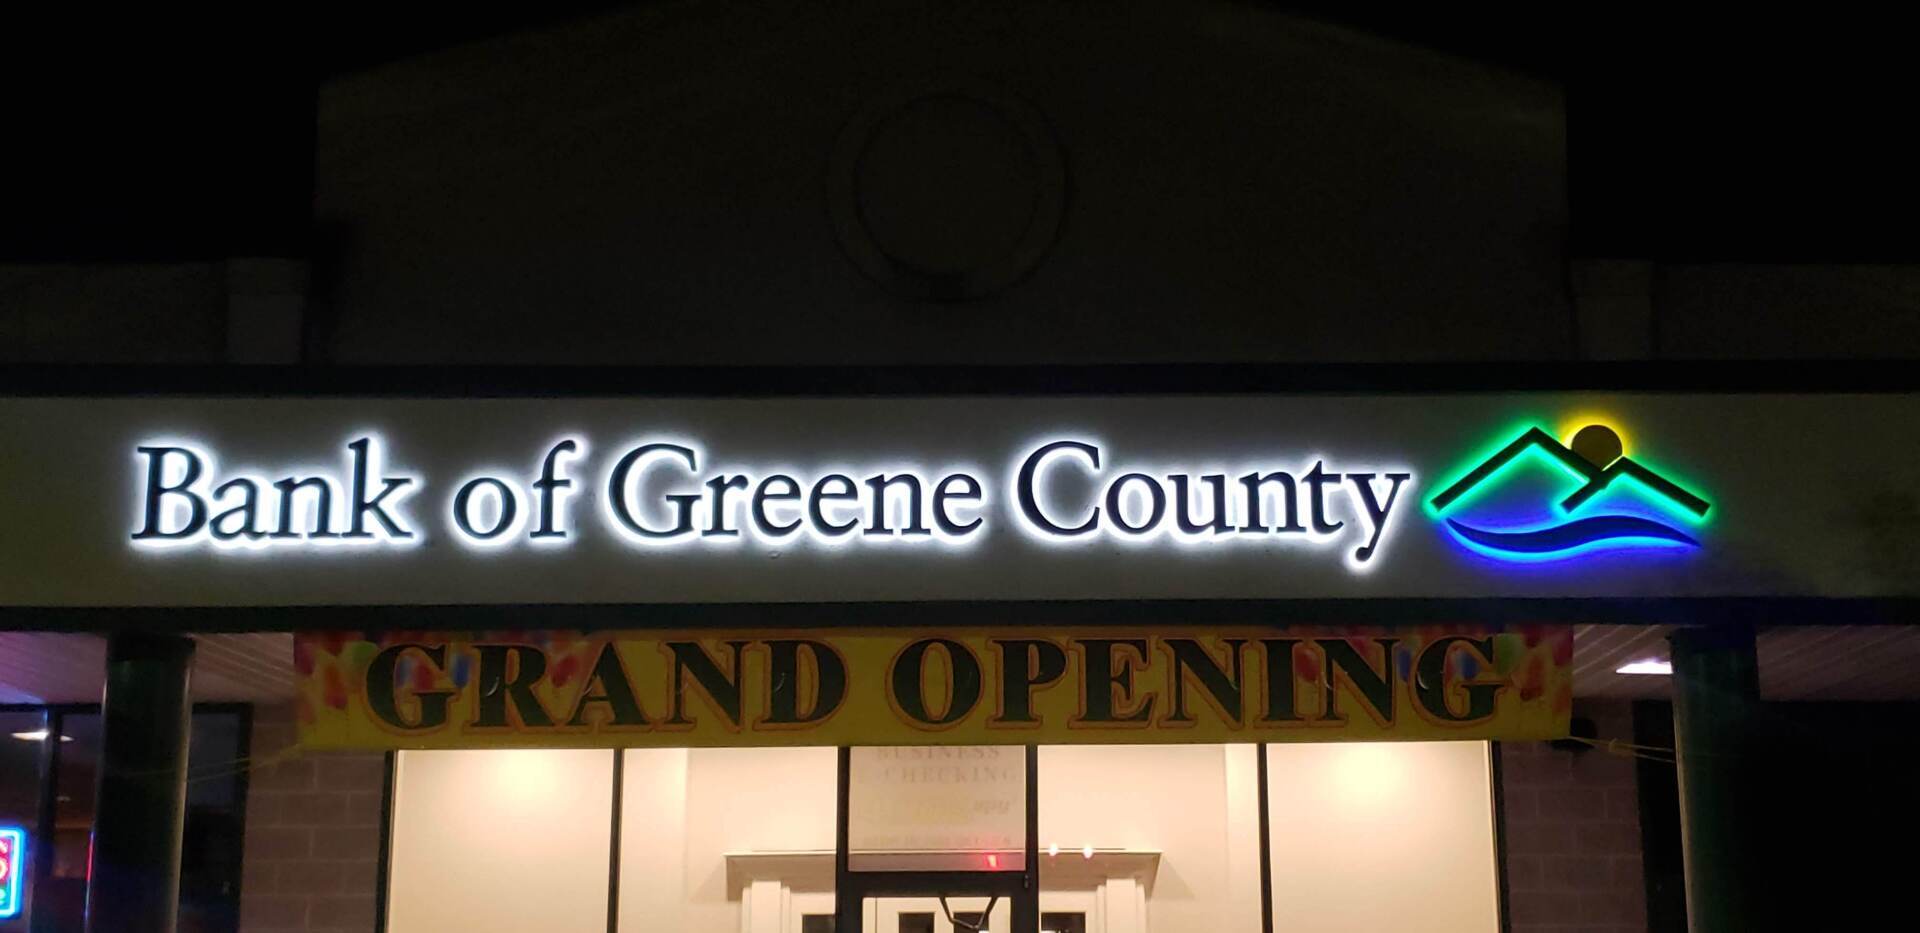 Bank of Greene County
GRAND OPENING
BUSINESS
CHECKING